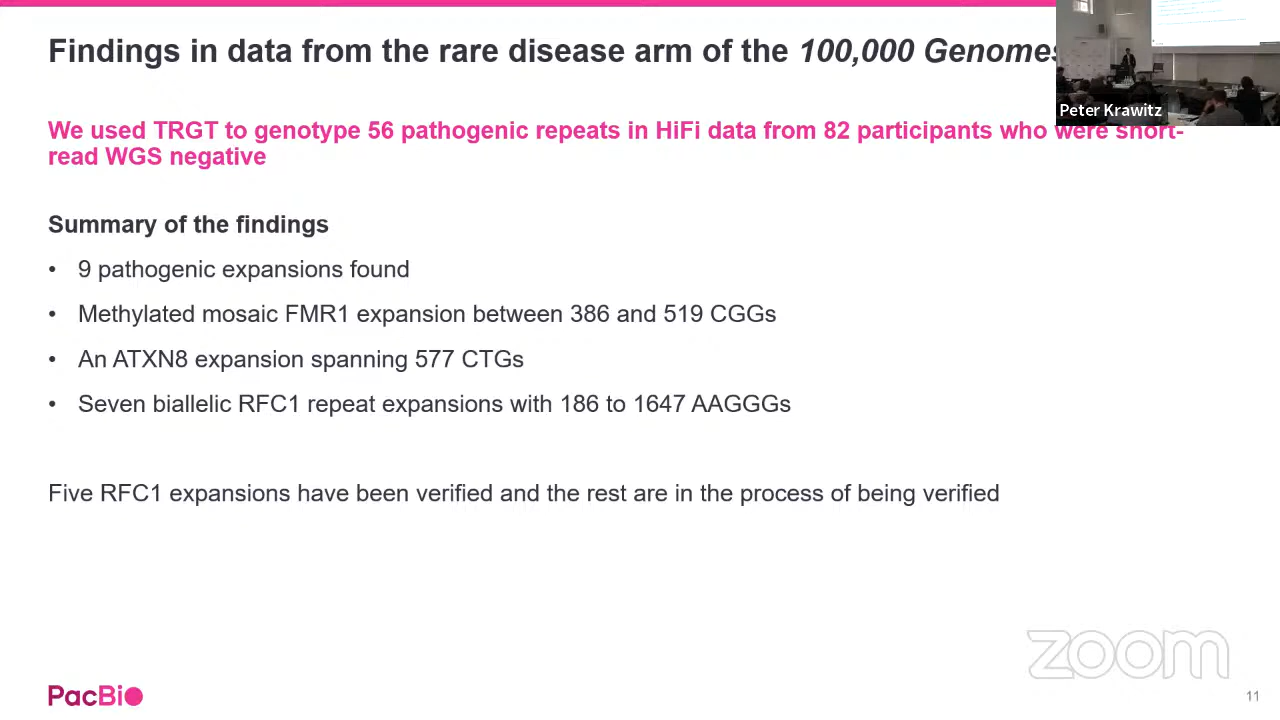 Findings in data from the rare disease arm of the 100,000 Genomes
Peter Krawitz
We used TRGT to genotype 56 pathogenic repeats in HiFi data from 82 participants who were short-
read WGS negative
Summary of the findings
• 9 pathogenic expansions found
• Methylated mosaic FMR1 expansion between 386 and 519 CGGs
• An ATXN8 expansion spanning 577 CTGs
• Seven biallelic RFC1 repeat expansions with 186 to 1647 AAGGGs
Five RFC1 expansions have been verified and the rest are in the process of being verified
zoom
PacBio
11